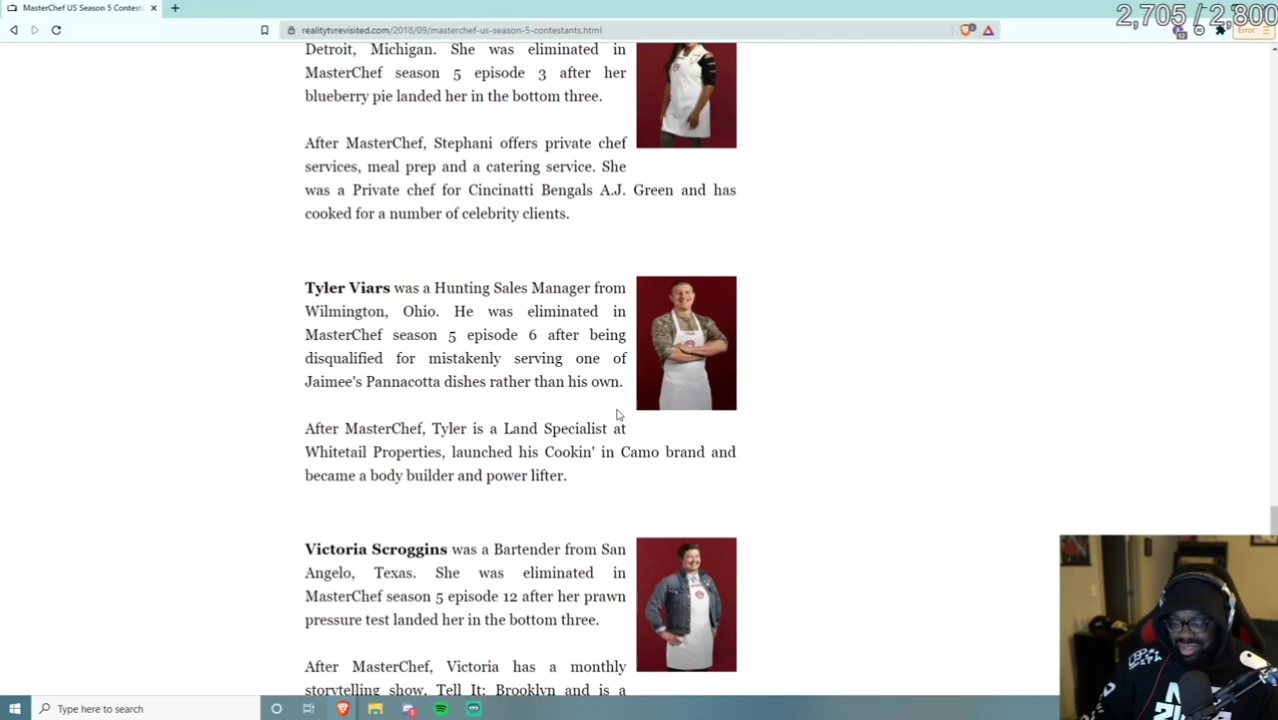 MasterChef US Season 5 Contest
2,705 / 2,800
realitytvrevisited.com/2018/09/masterchef-us-season-5-contestants.html
Error
Detroit, Michigan. She was eliminated in
MasterChef season 5 episode 3 after her
blueberry pie landed her in the bottom three.
After MasterChef, Stephani offers private chef
services, meal prep and a catering service. She
was a Private chef for Cincinatti Bengals A.J. Green and has
cooked for a number of celebrity clients.
Tyler Viars was a Hunting Sales Manager from
Wilmington, Ohio. He was eliminated in
MasterChef season 5 episode 6 after being
disqualified for mistakenly serving one of
Jaimee's Pannacotta dishes rather than his own.
After MasterChef, Tyler is a Land Specialist at
Whitetail Properties, launched his Cookin' in Camo brand and
became a body builder and power lifter.
Victoria Scroggins was a Bartender from San
Angelo, Texas. She was eliminated in
MasterChef season 5 episode 12 after her prawn
pressure test landed her in the bottom three.
After MasterChef, Victoria has a monthly
storytelling show, Tell It: Brooklyn and is a
Type here to search